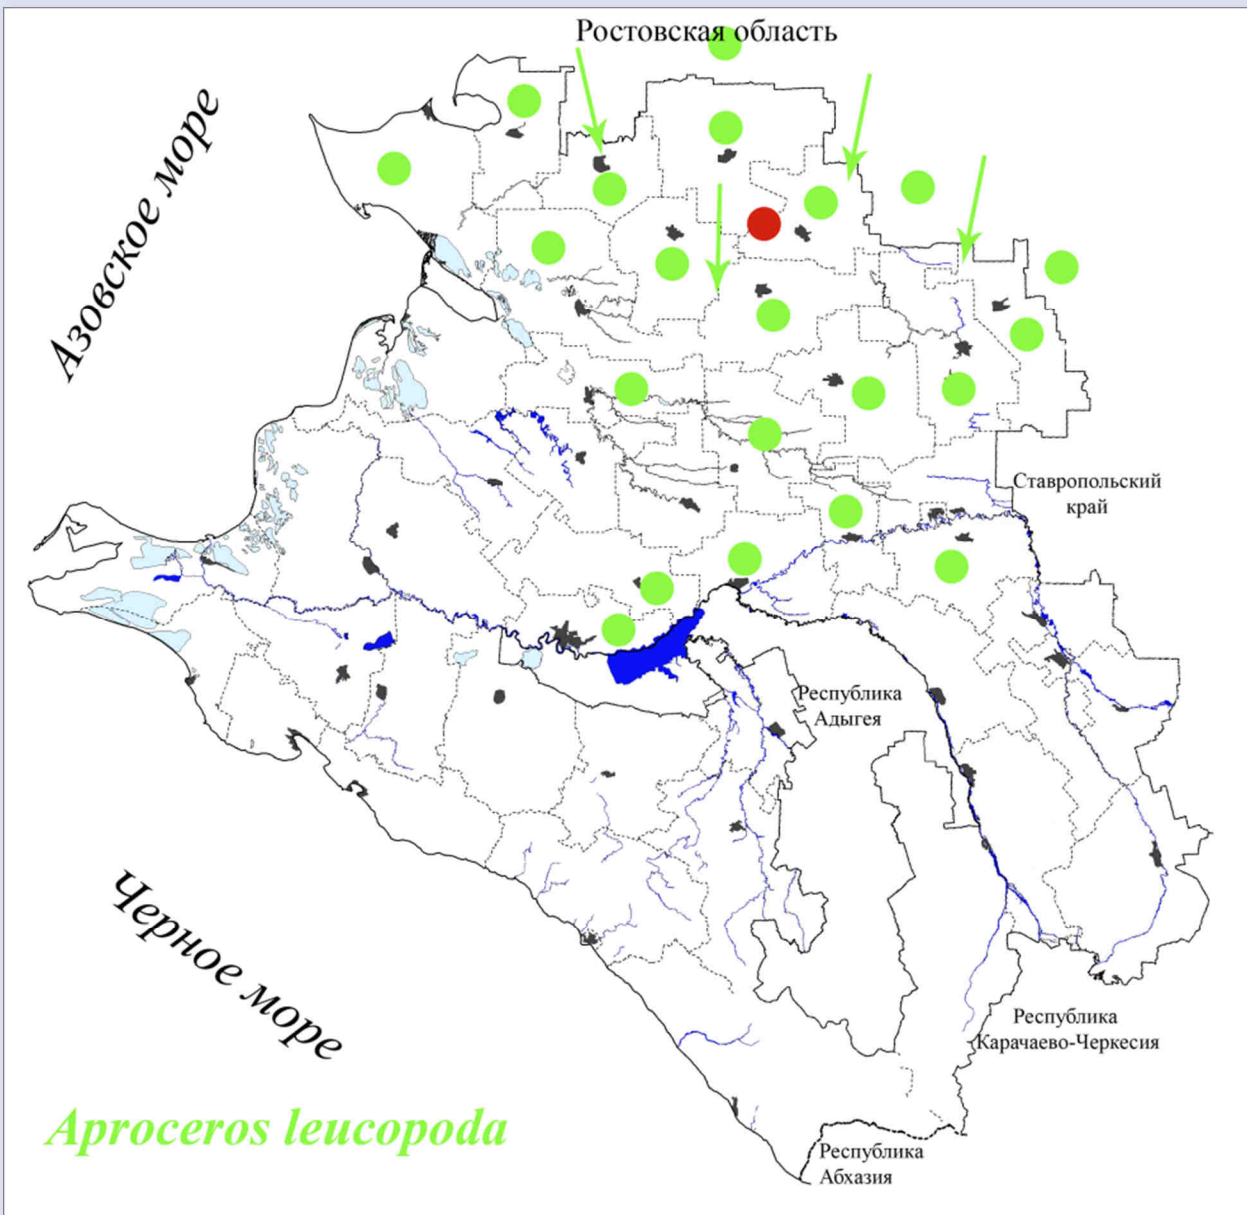 Ростовская область
Азовское море
Ставропольский
край
Республика
Адыгея
Черное море
Республика
Карачаево-Черкесия
Aproceros leucopoda
Республика
Абхазия